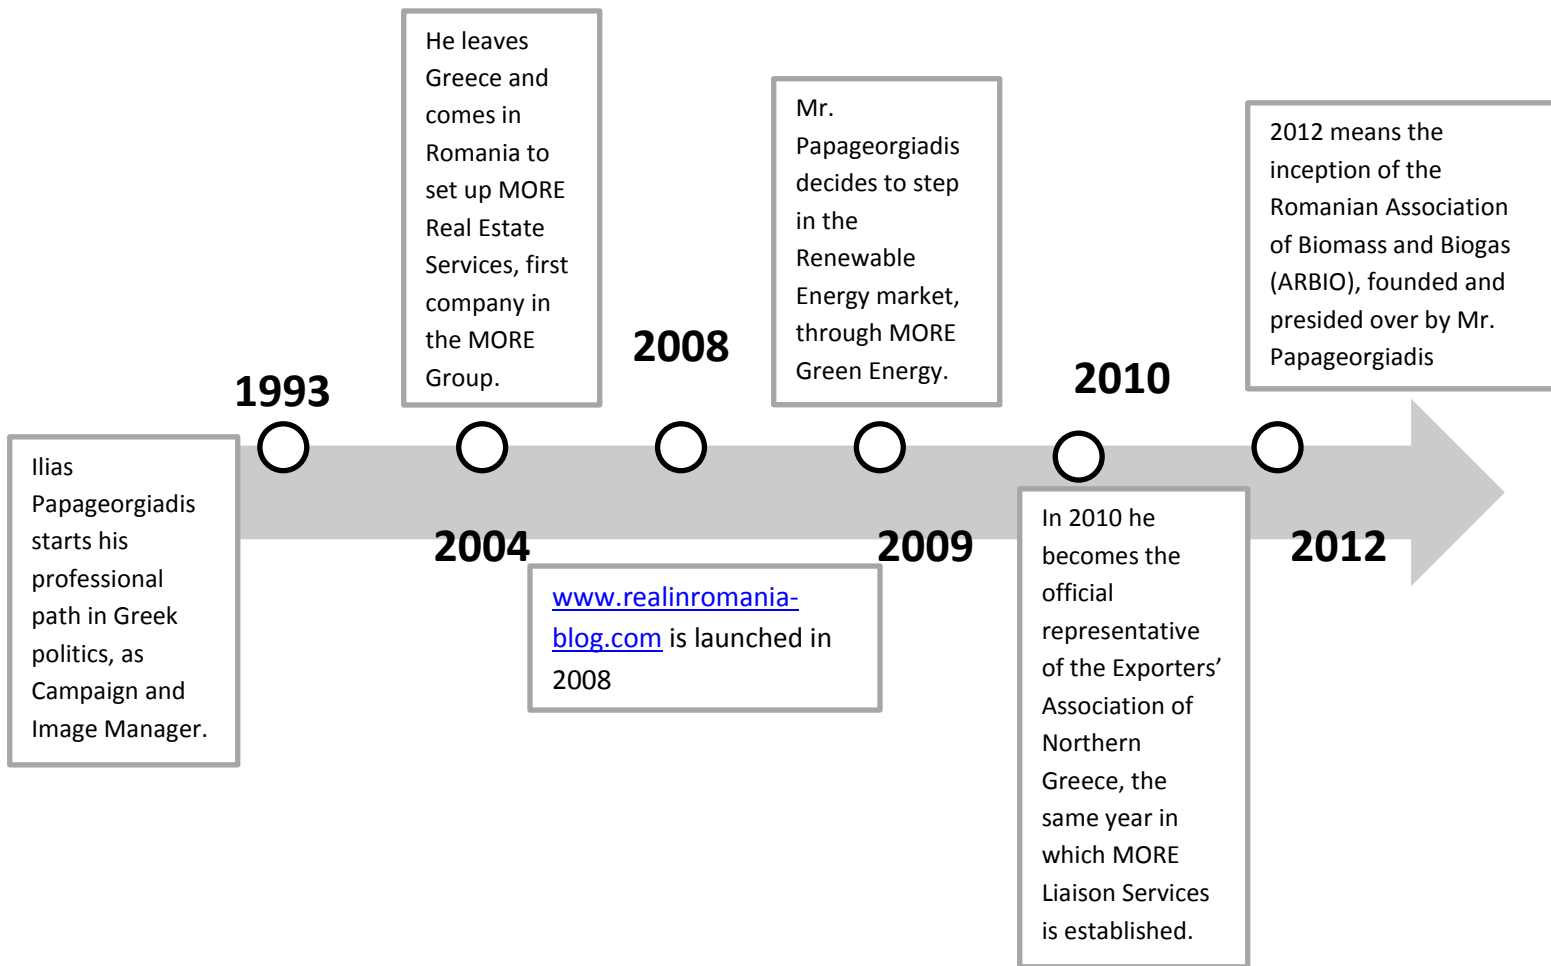 1993
Ilias
Papageorgiadis
starts his
professional
path in Greek
politics, as
Campaign and
Image Manager.
He leaves
Greece and
comes in
Romania to
set up MORE
Real Estate
Services, first
company in
the MORE
Group.
2004
2008
www.realinromania-
blog.com is launched in
2008
Mr.
Papageorgiadis
decides to step
in the
Renewable
Energy market,
through MORE
Green Energy.
2009
2010
In 2010 he
becomes the
official
representative
of the Exporters’
Association of
Northern
Greece, the
same year in
which MORE
Liaison Services
is established.
2012 means the
inception of the
Romanian Association
of Biomass and Biogas
(ARBIO), founded and
presided over by Mr.
Papageorgiadis
2012